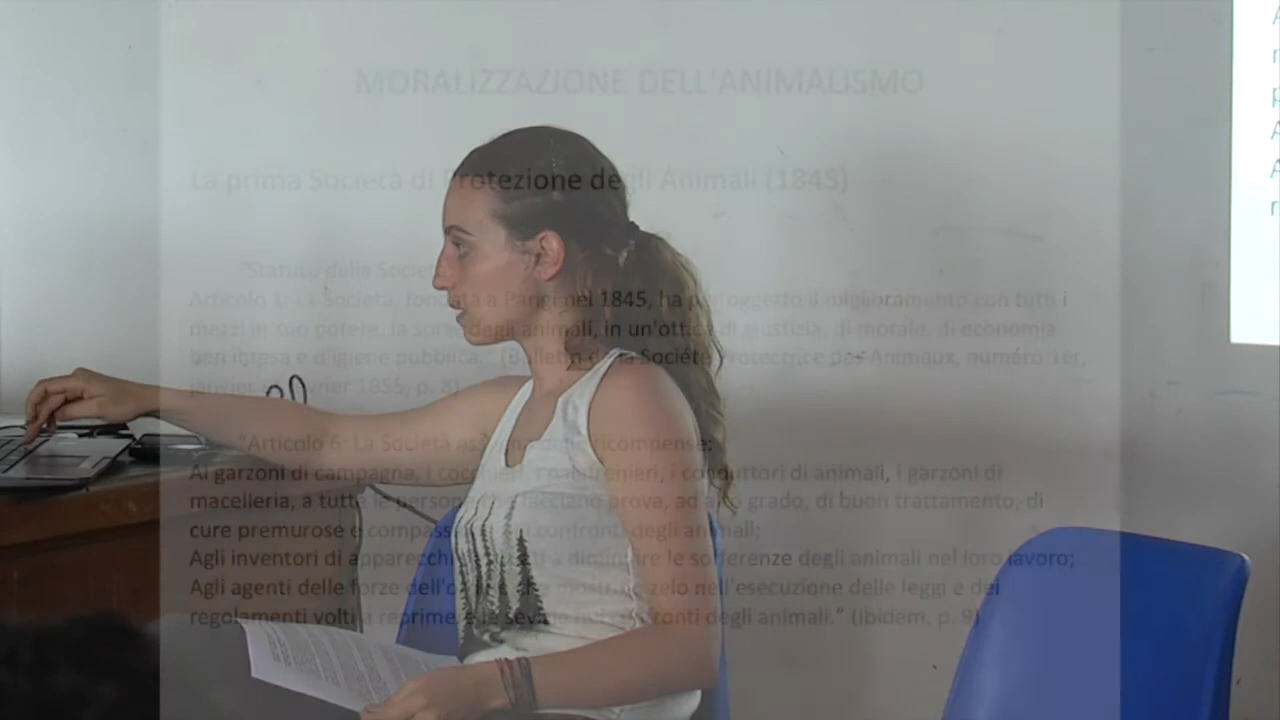 MORALIZZAZIONE DELL'ANIMALISMO
La prima Società di Protezione degli Animali (1845)
"Statuto della Società
Articolo 1: La Società, fondata a Parigi nel 1845, ha per oggetto il miglioramento con tutti i
mezzi in suo potere, la sorte degli animali, in un'ottica di giustizia, di morale, di economia
ben intesa e d'igiene pubblica." (Bulletin de la Société Protectrice des Animaux, numéro 1er,
janvier et février 1855, p. 8)
"Articolo 6: La Società assegna delle ricompense:
Ai garzoni di campagna, i cocchieri, i palafrenieri, i conduttori di animali, i garzoni di
macelleria, a tutte le persone che facciano prova, ad alto grado, di buon trattamento, di
cure premurose e compassione nei confronti degli animali;
Agli inventori di apparecchi volti a diminuire le sofferenze degli animali nel loro lavoro;
Agli agenti delle forze dell'ordine che mostrino zelo nell'esecuzione delle leggi e dei
regolamenti volti a reprimere le sevizie nei confronti degli animali." (Ibidem, p. 9)